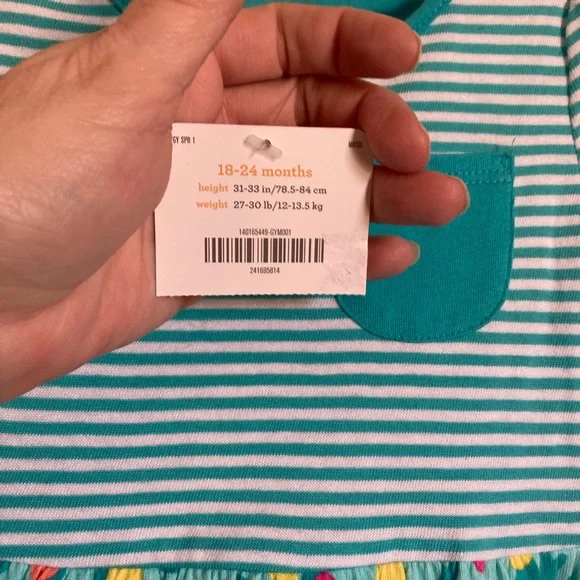 GY SPR 1
18-24 months
height 31-33 in/78.5-84 cm
weight 27-30 lb/12-13.5 kg
140165449-GYM001
241695814